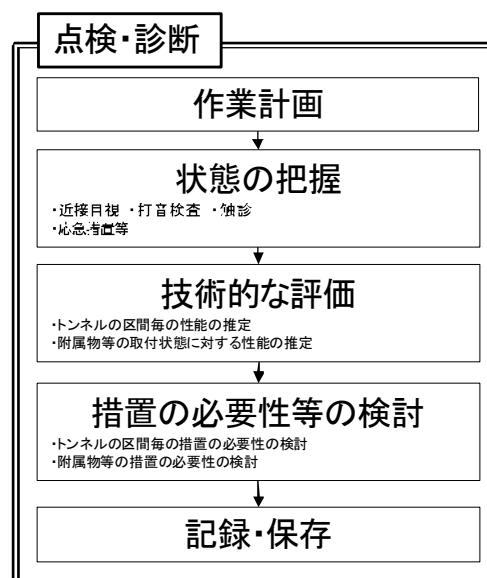 点検・診断
作業計画
状態の把握
・近接目視 ・打音検査 ・触診
・応急措置等
技術的な評価
・トンネルの区間毎の性能の推定
・附属物等の取付状態に対する性能の推定
措置の必要性等の検討
・トンネルの区間毎の措置の必要性の検討
・附属物等の措置の必要性の検討
記録・保存